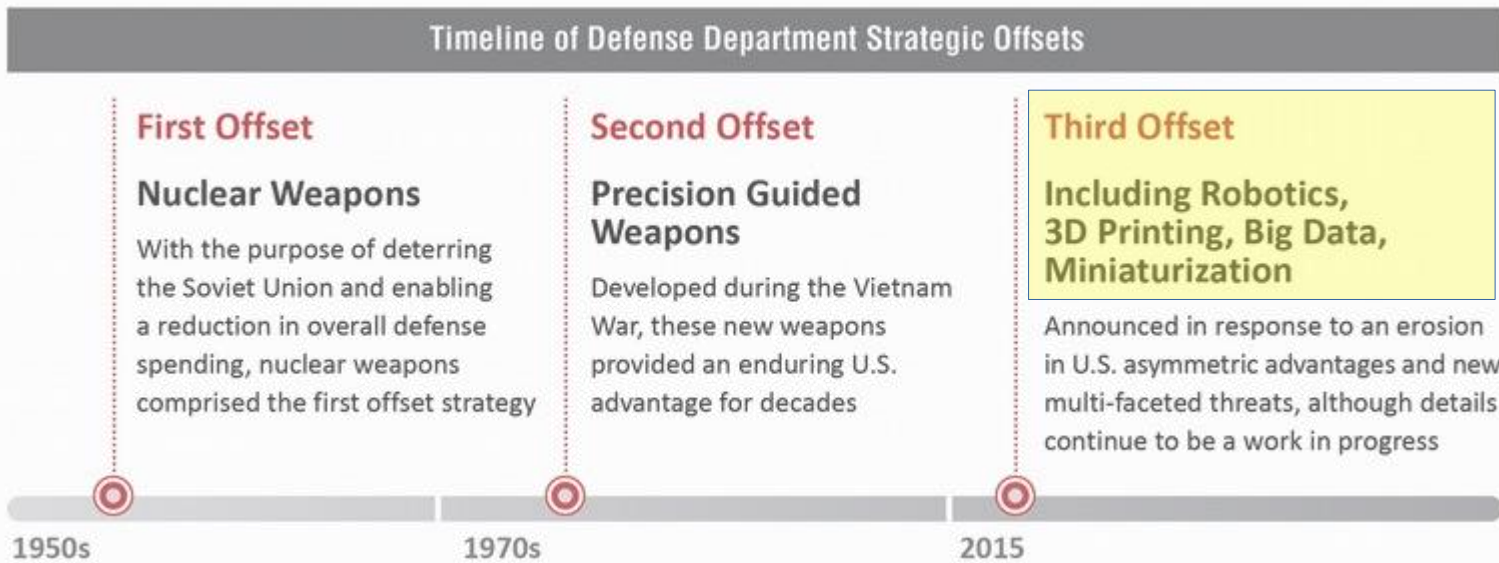 Timeline of Defense Department Strategic Offsets
First Offset
Nuclear Weapons
With the purpose of deterring
the Soviet Union and enabling
a reduction in overall defense
spending, nuclear weapons
comprised the first offset strategy
Second Offset
Precision Guided
Weapons
Developed during the Vietnam
War, these new weapons
provided an enduring U.S.
advantage for decades
Third Offset
Including Robotics,
3D Printing, Big Data,
Miniaturization
Announced in response to an erosion
in U.S. asymmetric advantages and new
multi-faceted threats, although details
continue to be a work in progress
1950s
1970s
2015